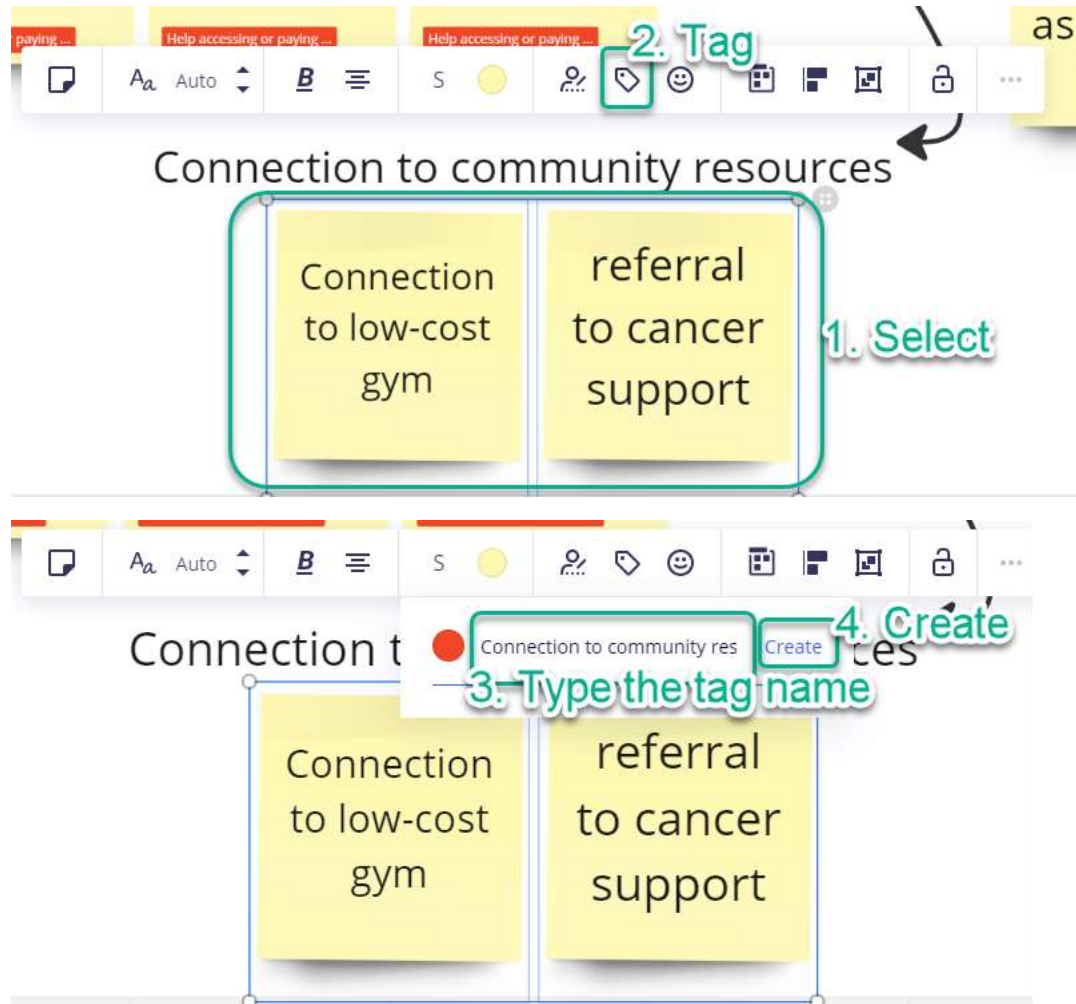 paying ...
Help accessing or paying ...
Help accessing or paying ...
as
2. Tag
Aa Auto B S
Connection to community resources
Connection
to low-cost
gym
referral
to cancer
support
1. Select
Aa Auto B S
Connection t
Connection to community res
Create
ces
4. Create
3. Type the tag name
Connection
to low-cost
gym
referral
to cancer
support